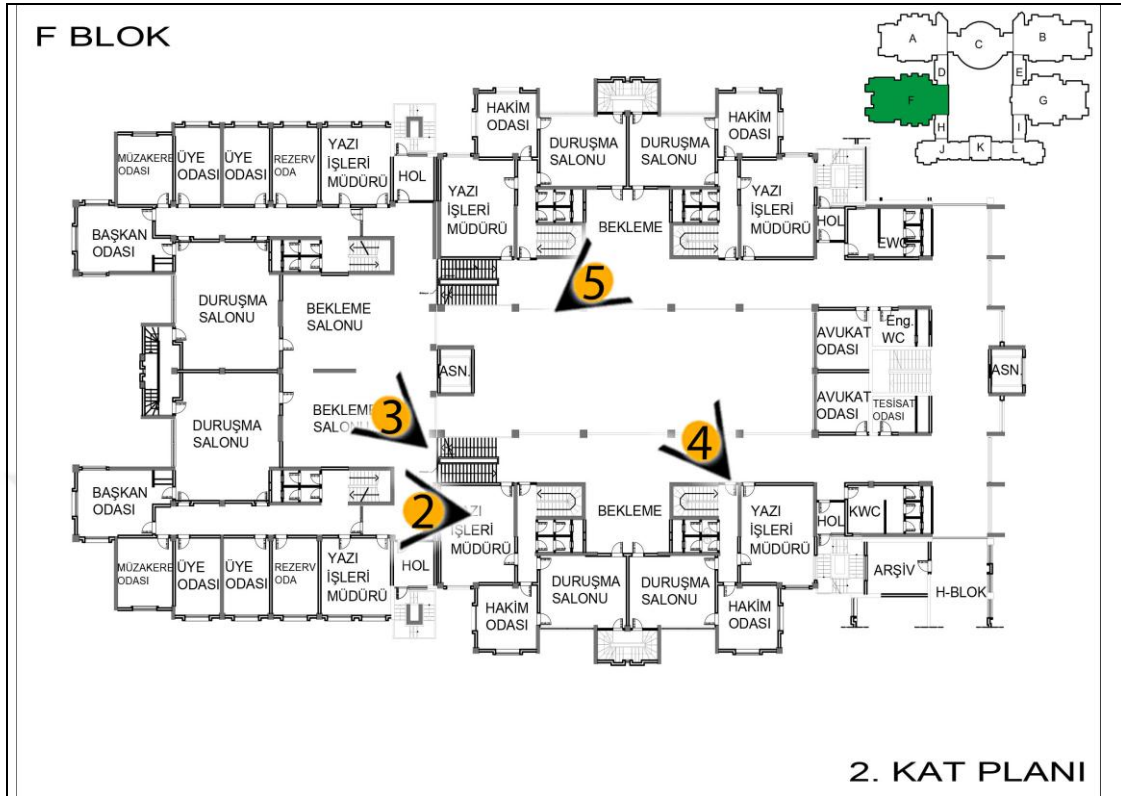 F BLOK
A
C
B
D
E
F
G
H
I
J
K
L
HAKİM
ODASI
DURUŞMA
SALONU
DURUŞMA
SALONU
HAKİM
ODASI
MÜZAKERE
ODASI
ÜYE
ODASI
ÜYE
ODASI
REZERV
ODA
YAZI
İŞLERİ
MÜDÜRÜ
HOL
YAZI
İŞLERİ
MÜDÜRÜ
BEKLEME
YAZI
İŞLERİ
MÜDÜRÜ
HOL
EWC
BAŞKAN
ODASI
5
DURUŞMA
SALONU
BEKLEME
SALONU
AVUKAT
ODASI
Eng.
WC
ASN.
ASN.
DURUŞMA
SALONU
BEKLEME
SALONU
3
4
AVUKAT
ODASI
TESİSAT
ODASI
BAŞKAN
ODASI
2
YAZI
İŞLERİ
MÜDÜRÜ
BEKLEME
YAZI
İŞLERİ
MÜDÜRÜ
HOL
KWC
MÜZAKERE
ODASI
ÜYE
ODASI
ÜYE
ODASI
REZERV
ODA
YAZI
İŞLERİ
MÜDÜRÜ
HOL
HAKİM
ODASI
DURUŞMA
SALONU
DURUŞMA
SALONU
HAKİM
ODASI
ARŞİV
H-BLOK
2. KAT PLANI